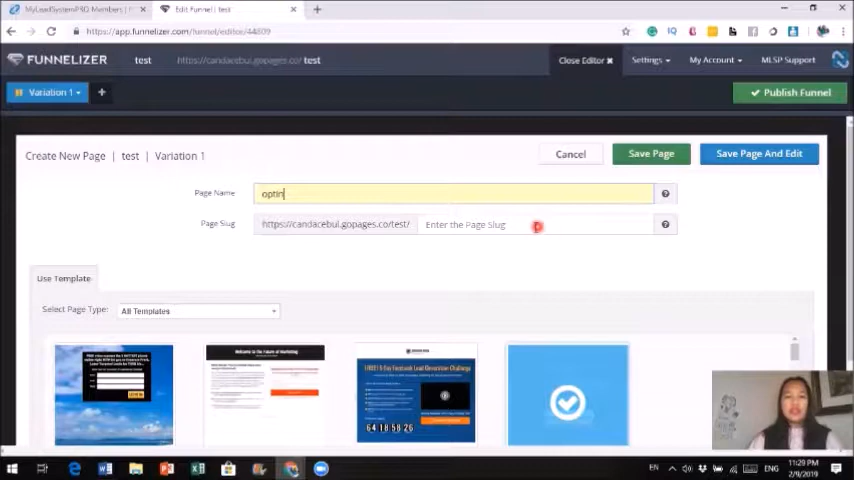 MyLeadSystemPRO Members |
Edit Funnel | test
https://app.funnelizer.com/funnel/editor/44809
FUNNELIZER
test
https://candacebul.gopages.co/ test
Close Editor
Settings
My Account
MLSP Support
Variation 1
Publish Funnel
Create New Page | test | Variation 1
Cancel
Save Page
Save Page And Edit
Page Name
optin
Page Slug
https://candacebul.gopages.co/test/
Enter the Page Slug
Use Template
Select Page Type:
All Templates
Welcome to the Future of Marketing
64 18 58 26
EN
ENG
11:29 PM
2/9/2019